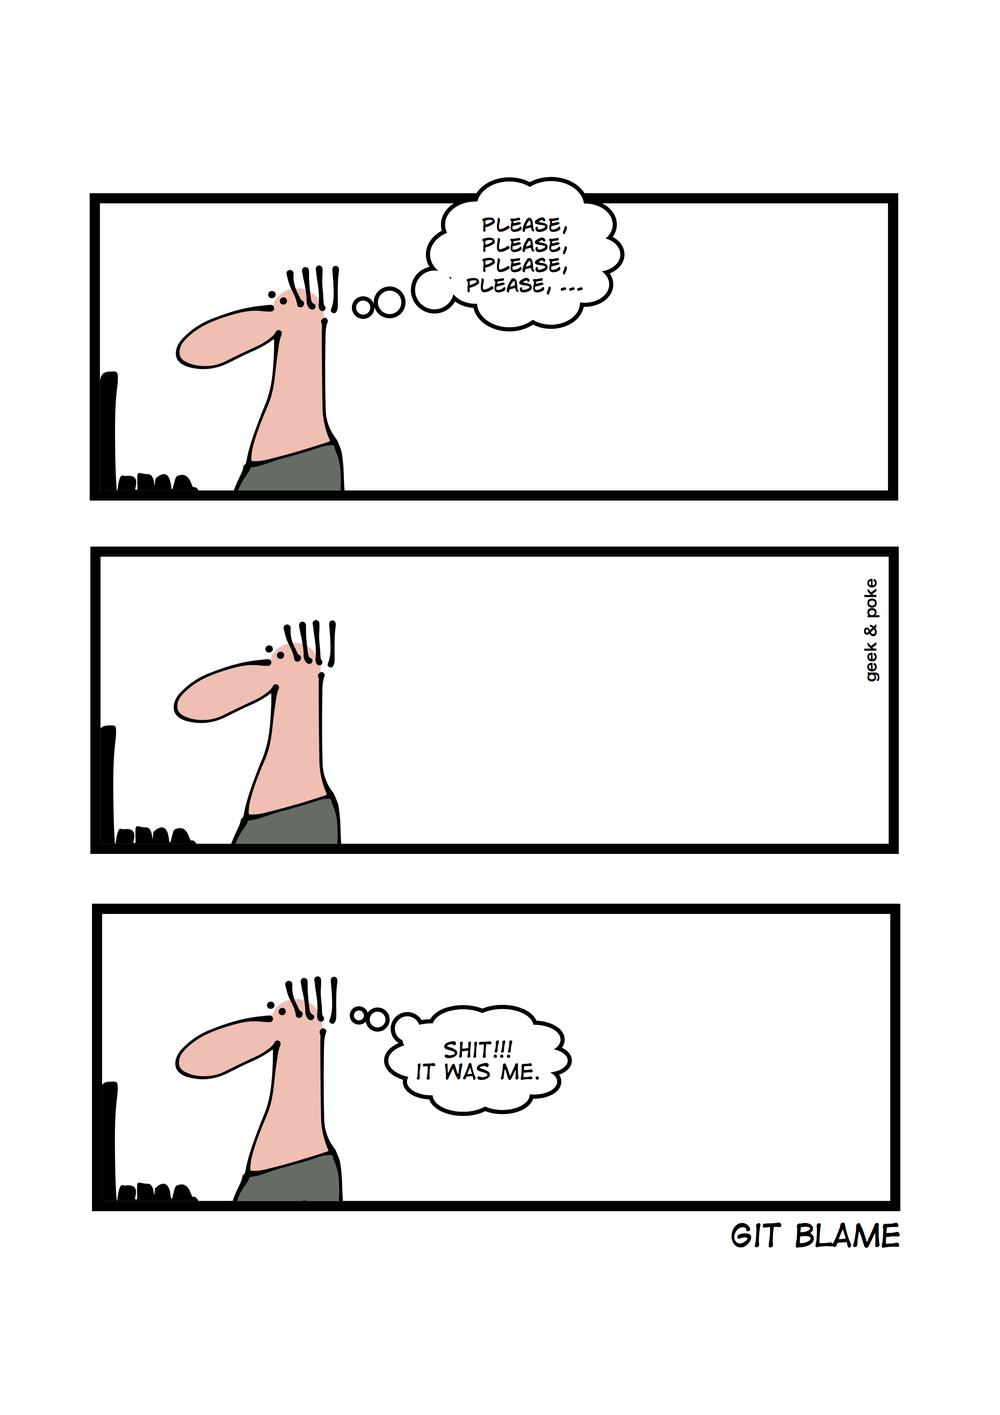 PLEASE,
PLEASE,
PLEASE,
PLEASE, ---
geek & poke
SHIT!!!
IT WAS ME.
GIT BLAME